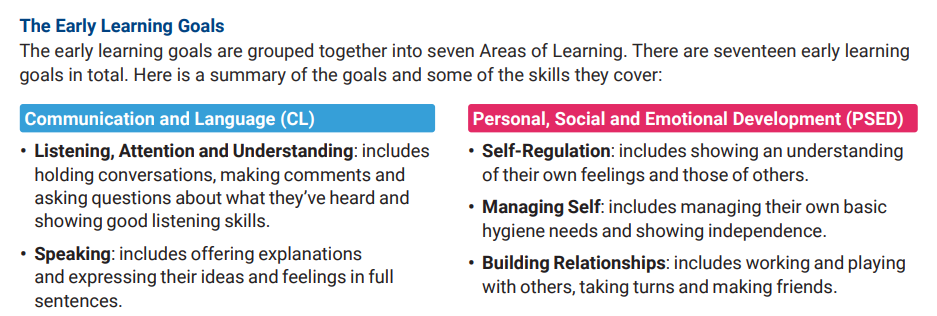 The Early Learning Goals
The early learning goals are grouped together into seven Areas of Learning. There are seventeen early learning
goals in total. Here is a summary of the goals and some of the skills they cover:
Communication and Language (CL)
• Listening, Attention and Understanding: includes
holding conversations, making comments and
asking questions about what they’ve heard and
showing good listening skills.
• Speaking: includes offering explanations
and expressing their ideas and feelings in full
sentences.
Personal, Social and Emotional Development (PSED)
• Self-Regulation: includes showing an understanding
of their own feelings and those of others.
• Managing Self: includes managing their own basic
hygiene needs and showing independence.
• Building Relationships: includes working and playing
with others, taking turns and making friends.